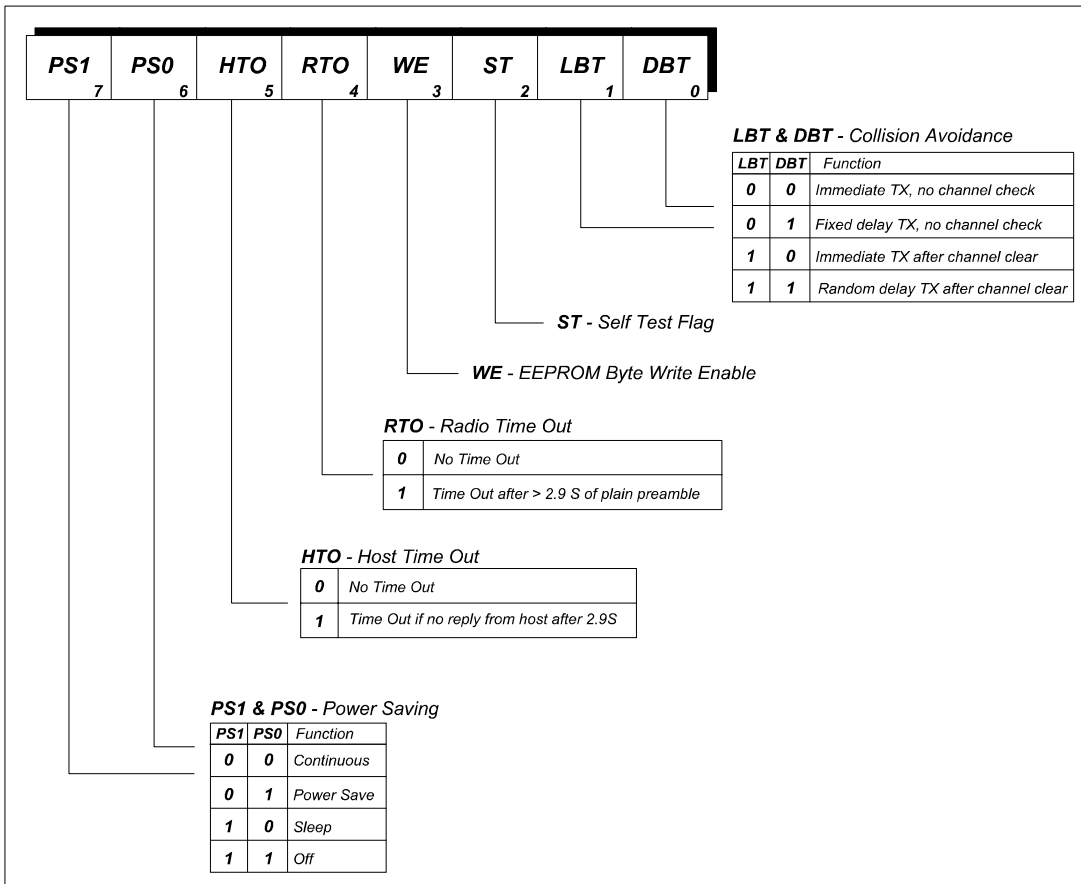 PS1 PS0 HTO RTO WE ST LBT DBT
7 6 5 4 3 2 1 0
LBT & DBT - Collision Avoidance
LBT DBT Function
0 0 Immediate TX, no channel check
0 1 Fixed delay TX, no channel check
1 0 Immediate TX after channel clear
1 1 Random delay TX after channel clear
ST - Self Test Flag
WE - EEPROM Byte Write Enable
RTO - Radio Time Out
0 No Time Out
1 Time Out after > 2.9 S of plain preamble
HTO - Host Time Out
0 No Time Out
1 Time Out if no reply from host after 2.9S
PS1 & PS0 - Power Saving
PS1 PS0 Function
0 0 Continuous
0 1 Power Save
1 0 Sleep
1 1 Off